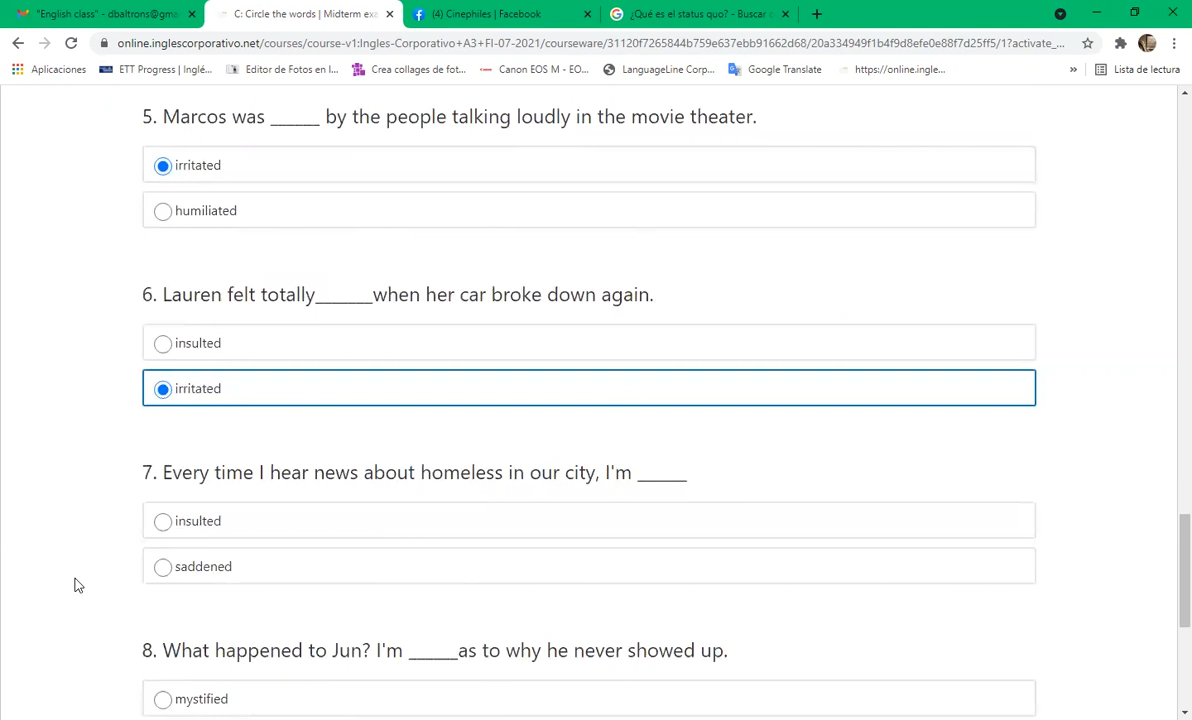 "English class" - dbaltrons@gma
C: Circle the words | Midterm exa
(4) Cinephiles | Facebook
¿Qué es el status quo? - Buscar c
online.inglescorporativo.net/courses/course-v1:Ingles-Corporativo+A3+FI-07-2021/courseware/31120f7265844b759e637ebb91662d68/20a334949f1b4f9d8efe0e88f7d25ff5/1?activate_...
Aplicaciones
ETT Progress | Inglé...
Editor de Fotos en l...
Crea collages de fot...
Canon EOS M - EO...
LanguageLine Corp...
Google Translate
https://online.ingle...
»
Lista de lectura
5. Marcos was ______ by the people talking loudly in the movie theater.
irritated
humiliated
6. Lauren felt totally_______when her car broke down again.
insulted
irritated
7. Every time I hear news about homeless in our city, I'm ______
insulted
saddened
8. What happened to Jun? I'm ______as to why he never showed up.
mystified